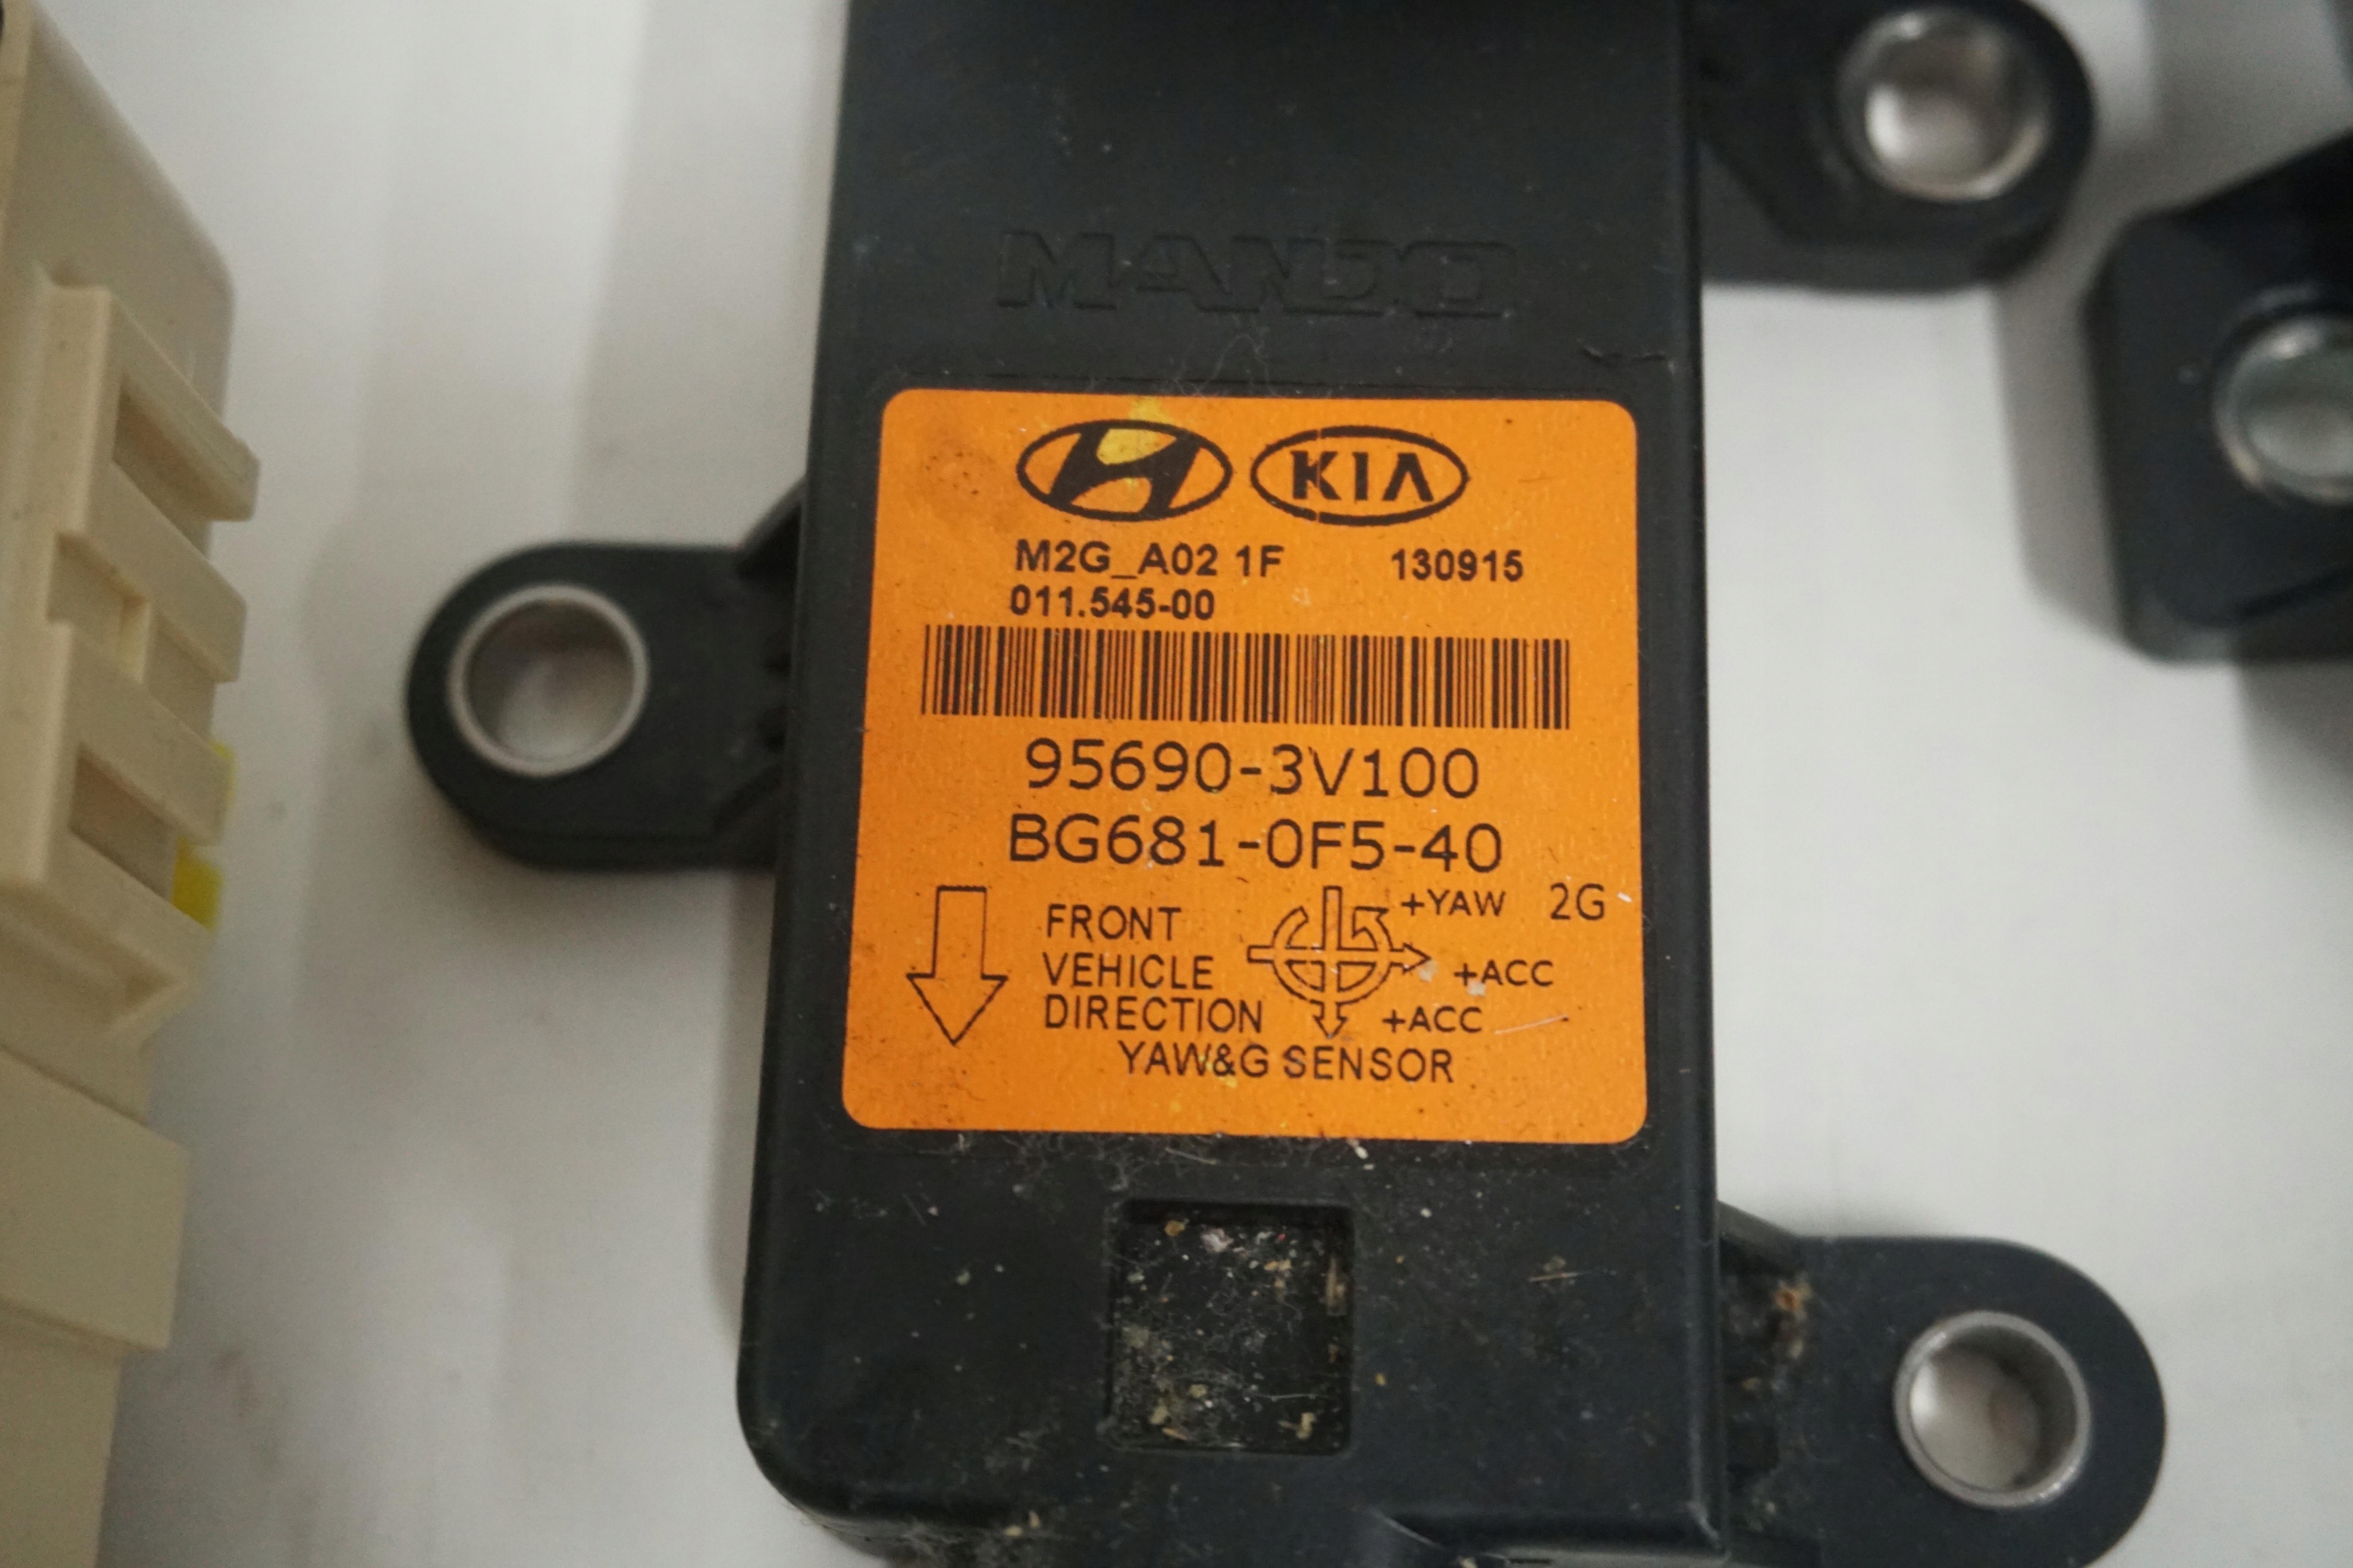 MANDO
KIA
M2G_A02 1F 130915
011.545-00
95690-3V100
BG681-0F5-40
FRONT
VEHICLE
DIRECTION
+YAW 2G
+ACC
+ACC
YAW&G SENSOR